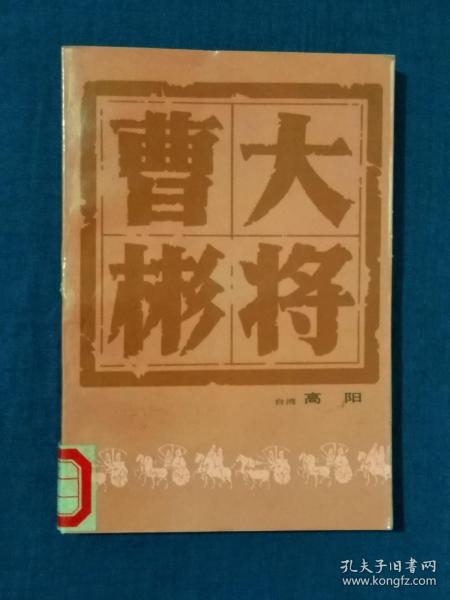 大将
曹彬
台湾 高阳
孔夫子旧书网
www.kongfz.com